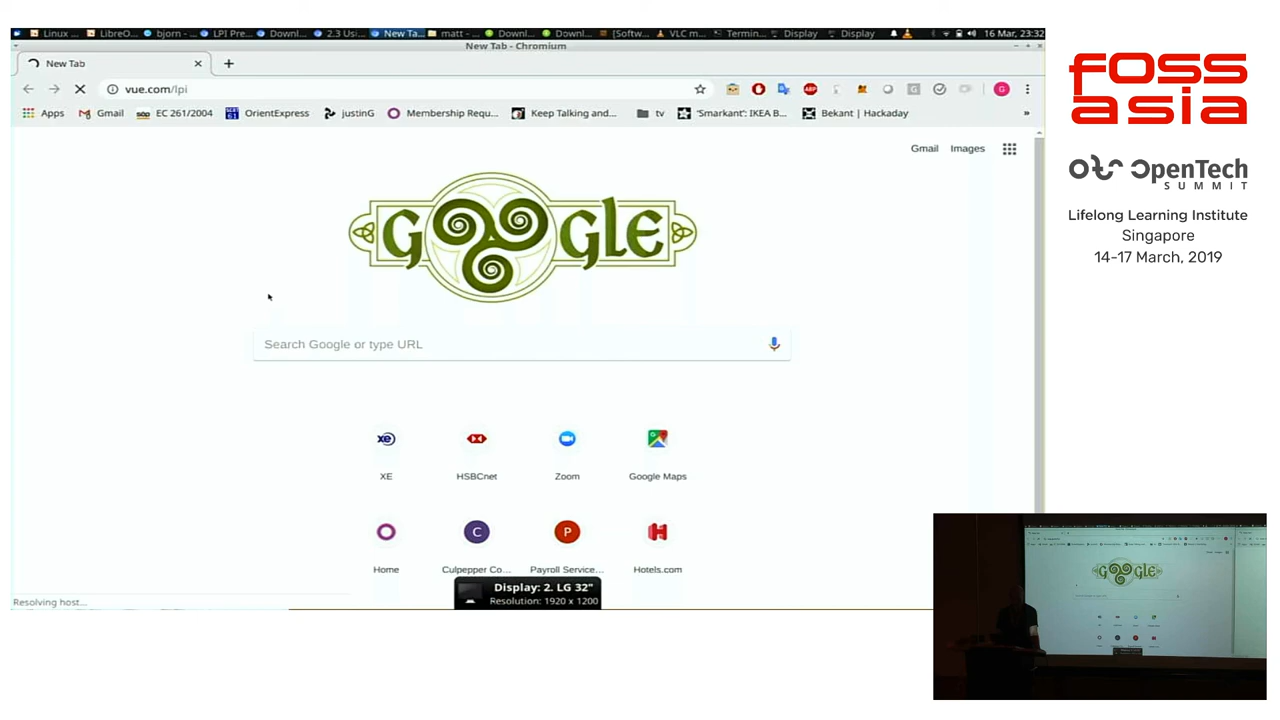 Linux ...
LibreO...
bjorn - ...
LPI Pre...
Downl...
2.3 Usi...
New Ta...
matt - ...
Downl...
Downl...
[Softw...
VLC m...
Termin...
Display
Display
16 Mar, 23:32
New Tab - Chromium
New Tab
vue.com/lpi
Apps
Gmail
EC 261/2004
OrientExpress
justinG
Membership Requ...
Keep Talking and...
tv
'Smarkant': IKEA B...
Bekant | Hackaday
»
Gmail Images
GOOGLE
Search Google or type URL
XE
HSBCnet
Zoom
Google Maps
C
P
Home
Culpepper Co...
Payroll Service...
Hotels.com
Display: 2. LG 32"
Resolution: 1920 x 1200
Resolving host...
fOSS
asia
OpenTech
SUMMIT
Lifelong Learning Institute
Singapore
14-17 March, 2019
GOOGLE